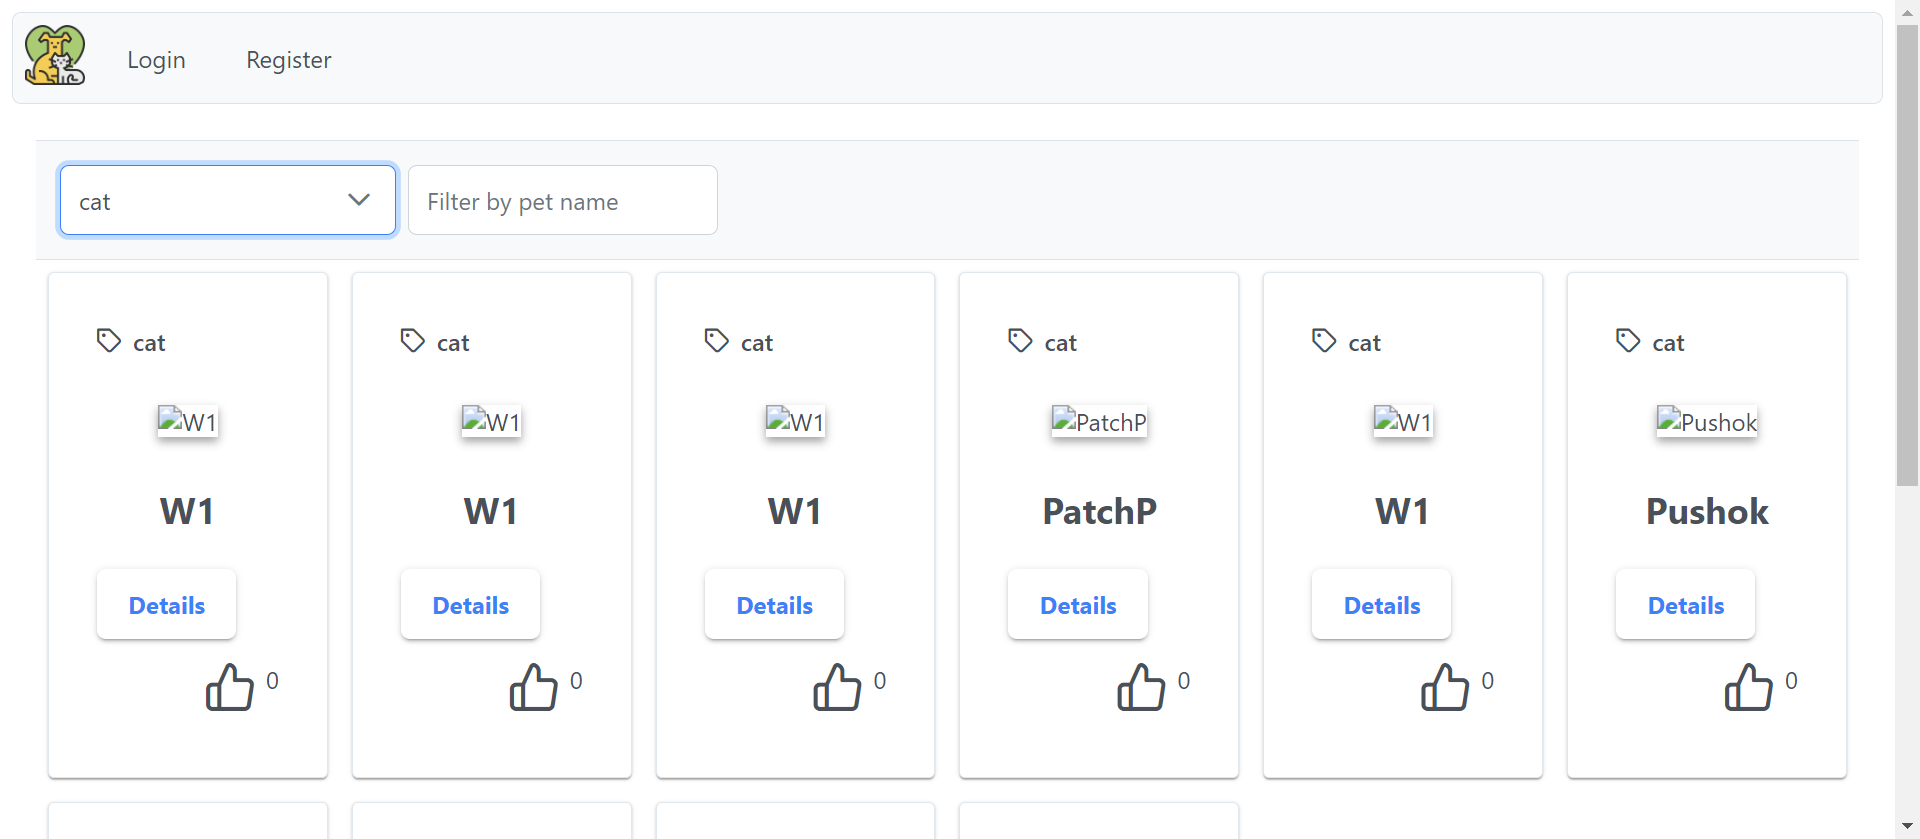 Login Register
cat Filter by pet name
cat cat cat cat cat cat
W1 W1 W1 PatchP W1 Pushok
W1 W1 W1 PatchP W1 Pushok
Details Details Details Details Details Details
0 0 0 0 0 0